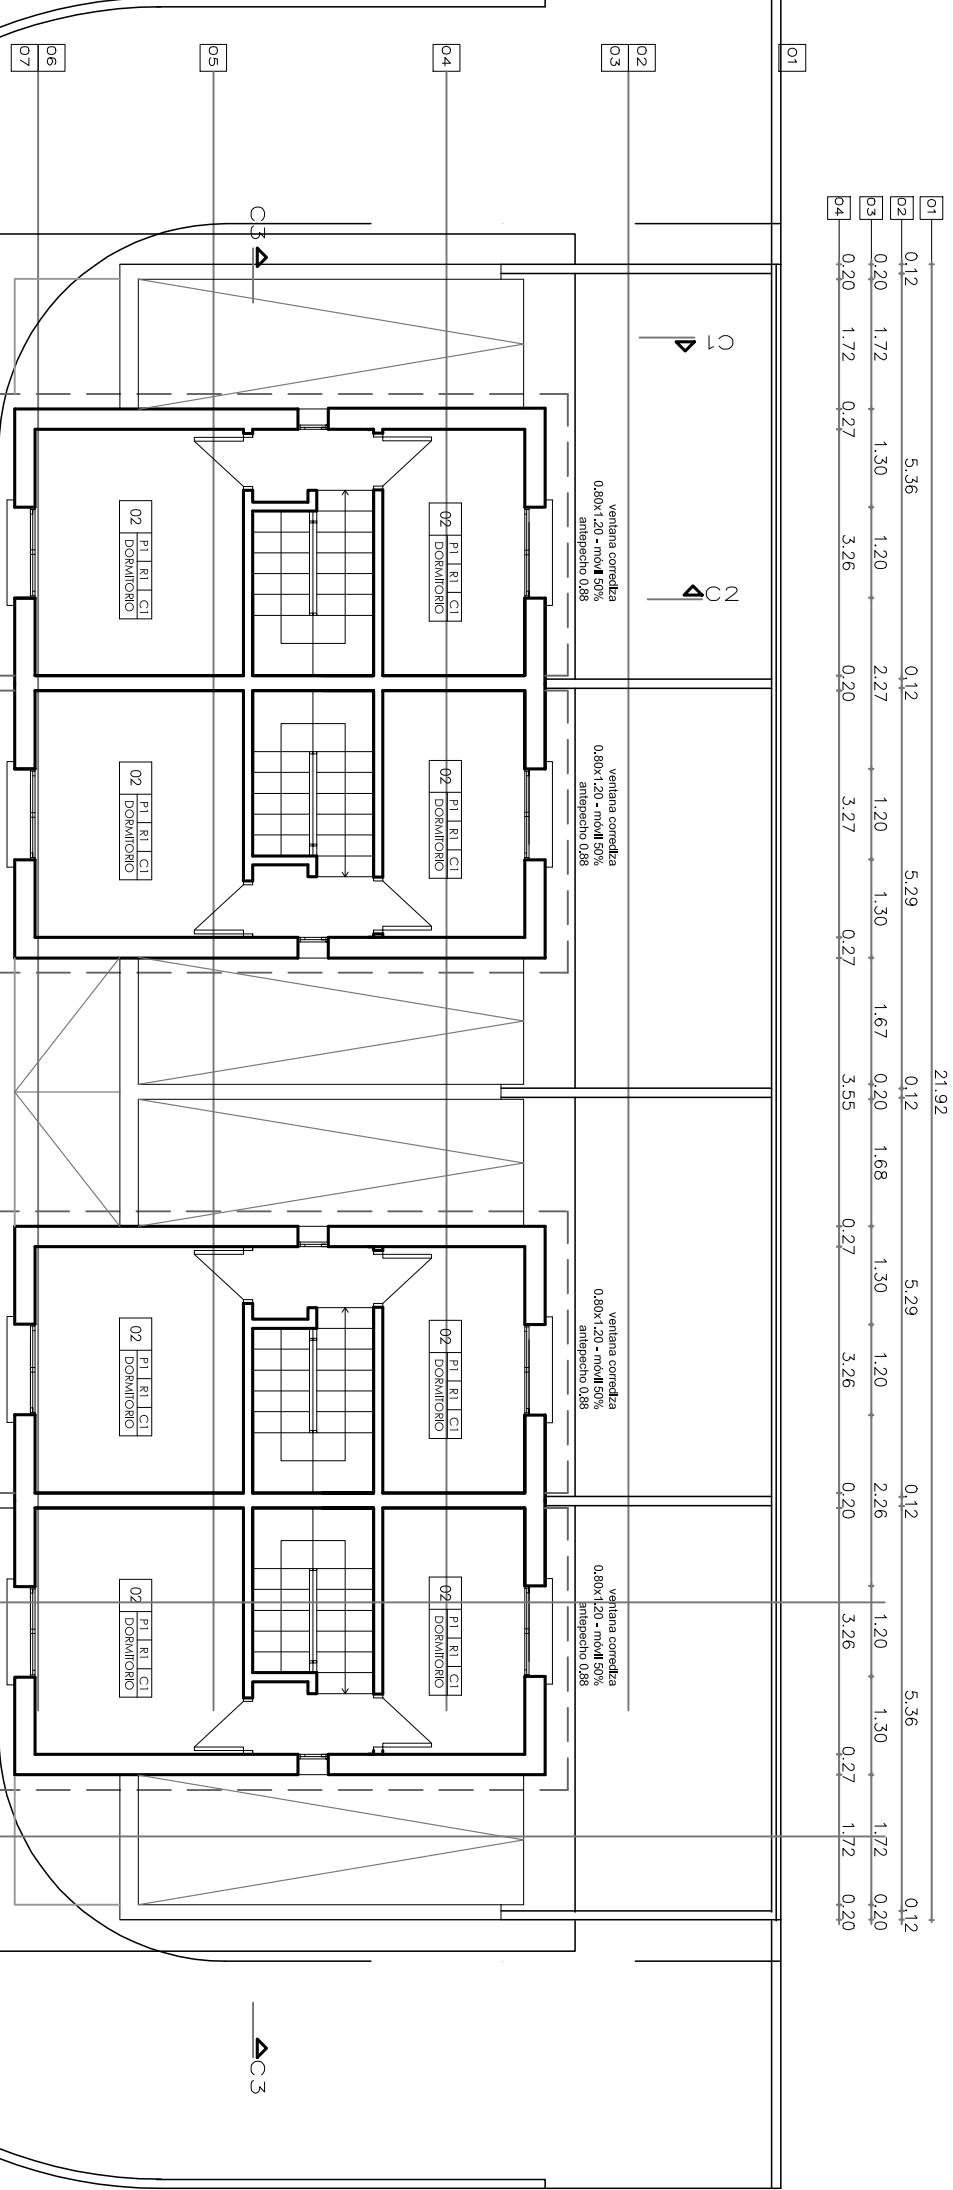 01 21.92
02 0.12 5.36 0.12 5.29 0.12 5.29 0.12 5.36 0.12
03 0.20 1.72 1.30 1.20 2.27 1.20 1.30 1.67 0.20 1.68 1.30 1.20 2.26 1.20 1.30 1.72 0.20
04 0.20 1.72 0.27 3.26 0.20 3.27 0.27 3.55 0.27 3.26 0.20 3.26 0.27 1.72 0.20
01
C1
C2
02
03
ventana corrediza
0.80x1.20 - móvil 50%
antepecho 0.88
ventana corrediza
0.80x1.20 - móvil 50%
antepecho 0.88
ventana corrediza
0.80x1.20 - móvil 50%
antepecho 0.88
ventana corrediza
0.80x1.20 - móvil 50%
antepecho 0.88
04
02 P1 R1 C1
DORMITORIO
02 P1 R1 C1
DORMITORIO
02 P1 R1 C1
DORMITORIO
02 P1 R1 C1
DORMITORIO
C3
C3
05
02 P1 R1 C1
DORMITORIO
02 P1 R1 C1
DORMITORIO
02 P1 R1 C1
DORMITORIO
02 P1 R1 C1
DORMITORIO
06
07